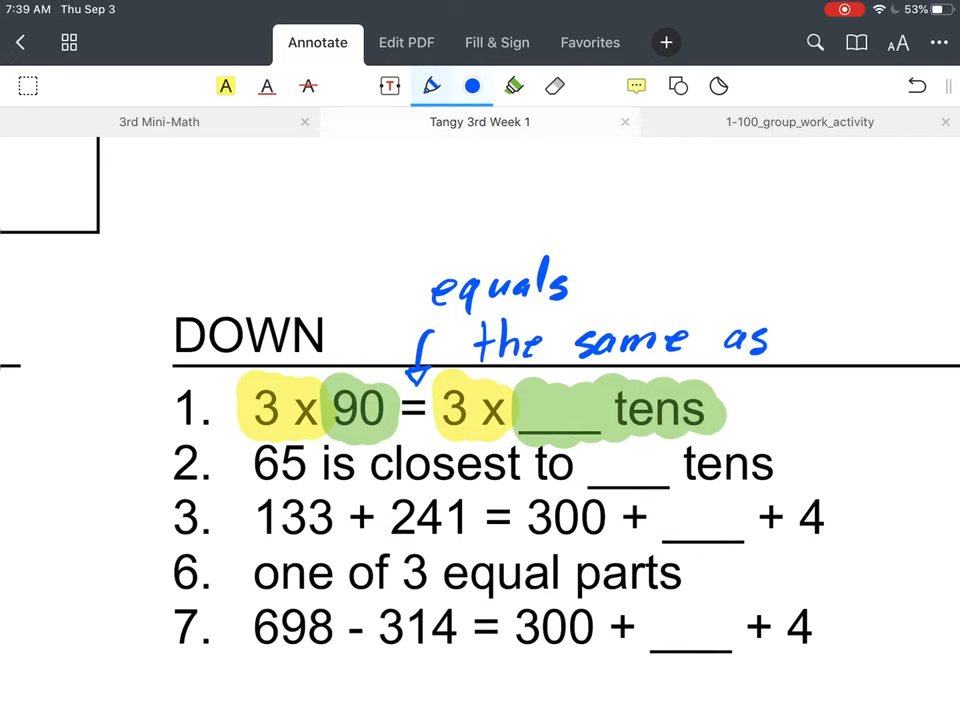 7:39 AM Thu Sep 3 53%
Annotate Edit PDF Fill & Sign Favorites
A A A T AA
3rd Mini-Math Tangy 3rd Week 1 1-100_group_work_activity
equals
DOWN the same as
1. 3 x 90 = 3 x ___ tens
2. 65 is closest to ___ tens
3. 133 + 241 = 300 + ___ + 4
6. one of 3 equal parts
7. 698 - 314 = 300 + ___ + 4